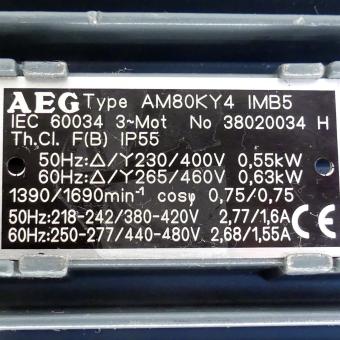 AEG Type AM80KY4 IMB5
IEC 60034 3~Mot No 38020034 H
Th.Cl. F(B) IP55
50Hz:△/Y230/400V 0,55kW
60Hz:△/Y265/460V 0,63kW
1390/1690min⁻¹ cosφ 0,75/0,75
50Hz:218-242/380-420V 2,77/1,6A
60Hz:250-277/440-480V 2,68/1,55A
CE